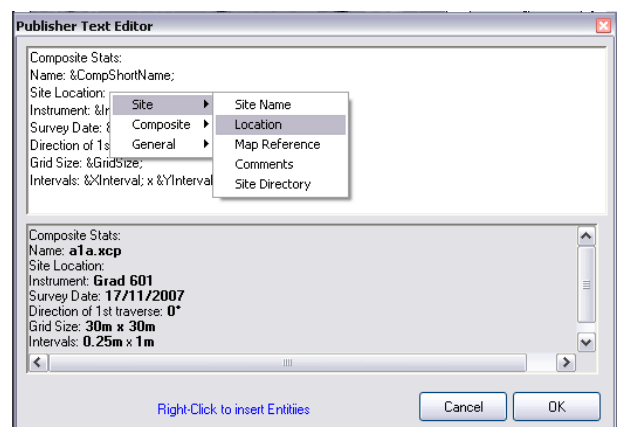 Publisher Text Editor
Composite Stats:
Name: &CompShortName;
Site Location:
Instrument: &Ir
Survey Date: &
Direction of 1s
Grid Size: &GridSize;
Intervals: &XInterval; x &YInterval
Site
Composite
General
Site Name
Location
Map Reference
Comments
Site Directory
Composite Stats:
Name: a1a.xcp
Site Location:
Instrument: Grad 601
Survey Date: 17/11/2007
Direction of 1st traverse: 0°
Grid Size: 30m x 30m
Intervals: 0.25m x 1m
Right-Click to insert Entitiies
Cancel
OK